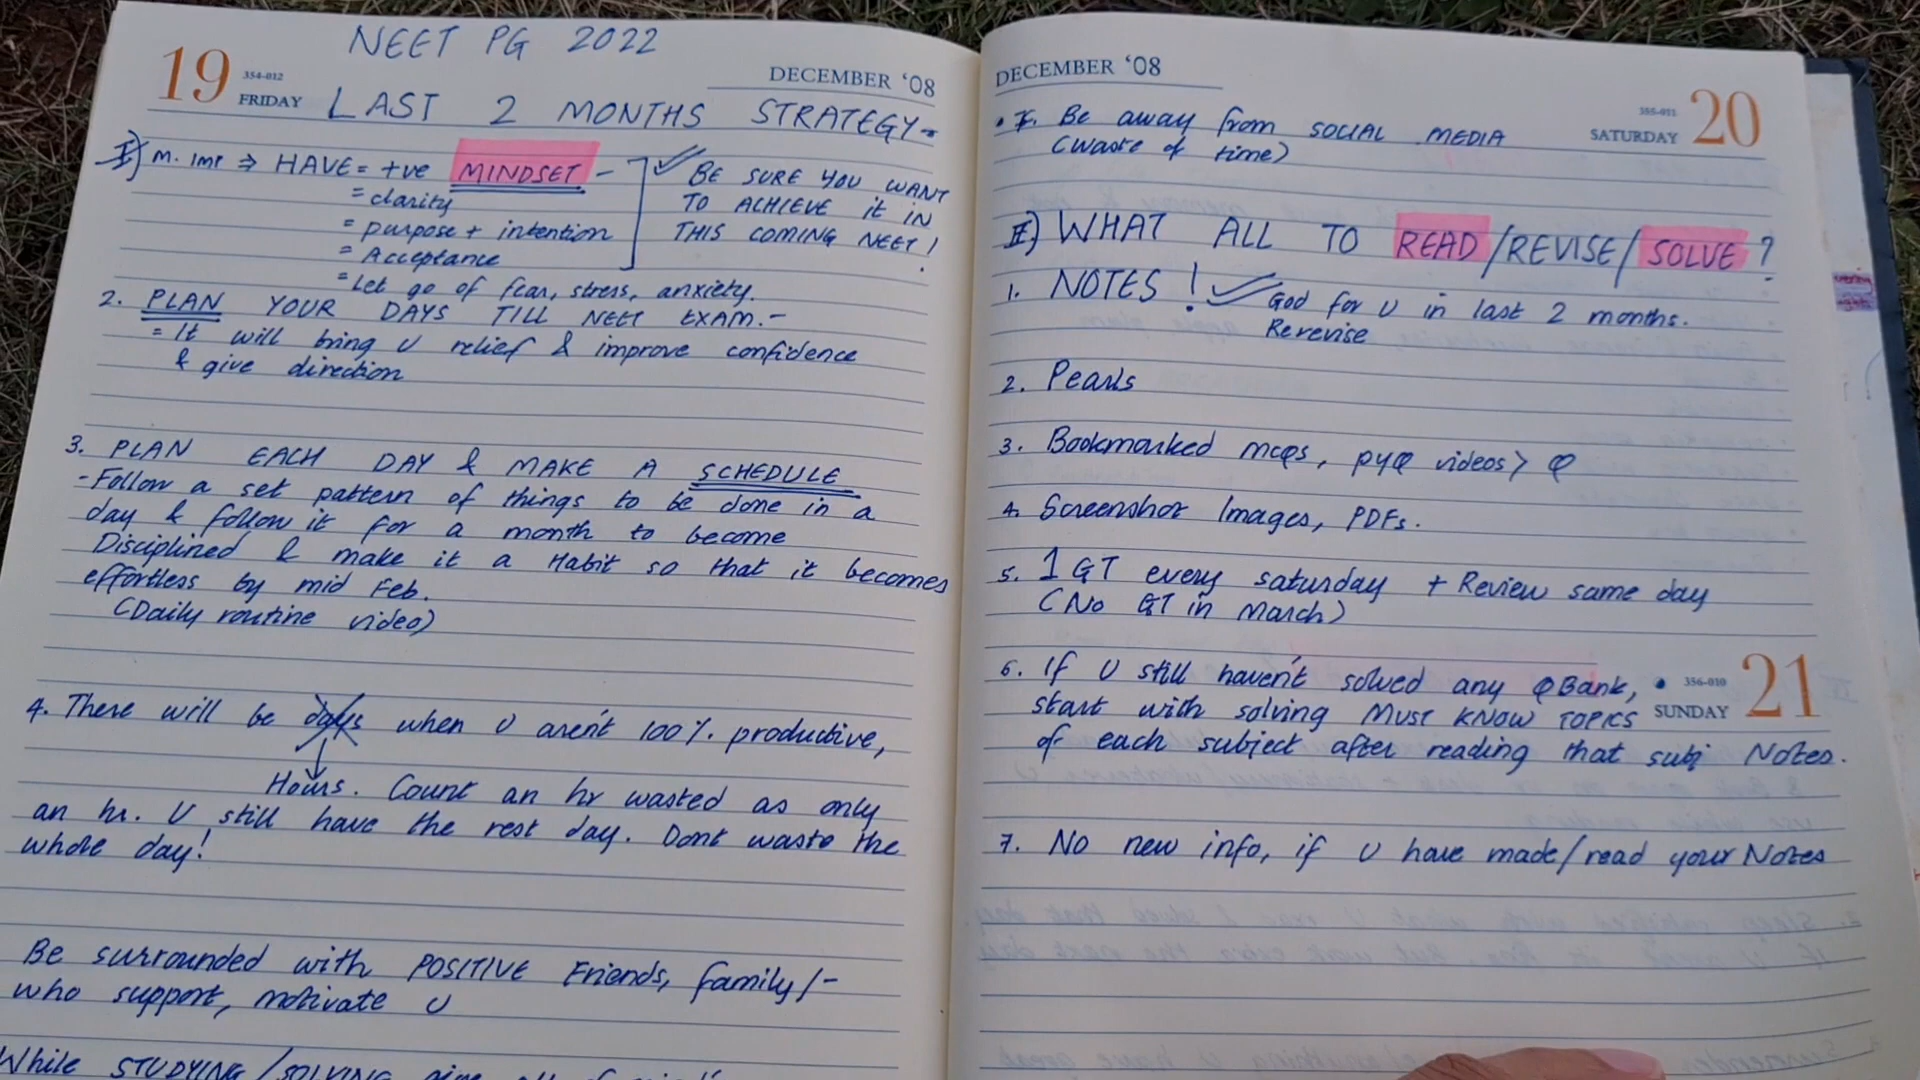 NEET PG 2022
19
354-012
FRIDAY
DECEMBER '08
LAST 2 MONTHS STRATEGY-
I) M. Imp ⇒ HAVE = +ve MINDSET -
= clarity
= purpose + intention
= Acceptance
= Let go of fear, stress, anxiety.
BE SURE YOU WANT
TO ACHIEVE it IN
THIS COMING NEET!
2. PLAN YOUR DAYS TILL NEET EXAM.-
= It will bring U relief & improve confidence
& give direction
3. PLAN EACH DAY & MAKE A SCHEDULE
-Follow a set pattern of things to be done in a
day & follow it for a month to become
Disciplined & make it a Habit so that it becomes
effortless by mid Feb.
(Daily routine video)
4. There will be days when U aren't 100% productive,
Hours. Count an hr wasted as only
an hr. U still have the rest day. Dont waste the
whole day!
Be surrounded with POSITIVE Friends, family/-
who support, motivate U
While STUDYING/SOLVING give
DECEMBER '08
355-011
SATURDAY
20
Be away from SOCIAL MEDIA
(waste of time)
II) WHAT ALL TO READ/REVISE/SOLVE?
1. NOTES! God for U in last 2 months.
Rerevise
2. Pearls
3. Bookmarked mcqs, pyQ videos> Q
4. Screenshot Images, PDFs.
5. 1 GT every saturday + Review same day
(No GT in March)
6. If U still haven't solved any QBank,
start with solving MUST KNOW TOPICS
of each subject after reading that subj Notes.
356-010
SUNDAY
21
7. No new info, if U have made/read your Notes